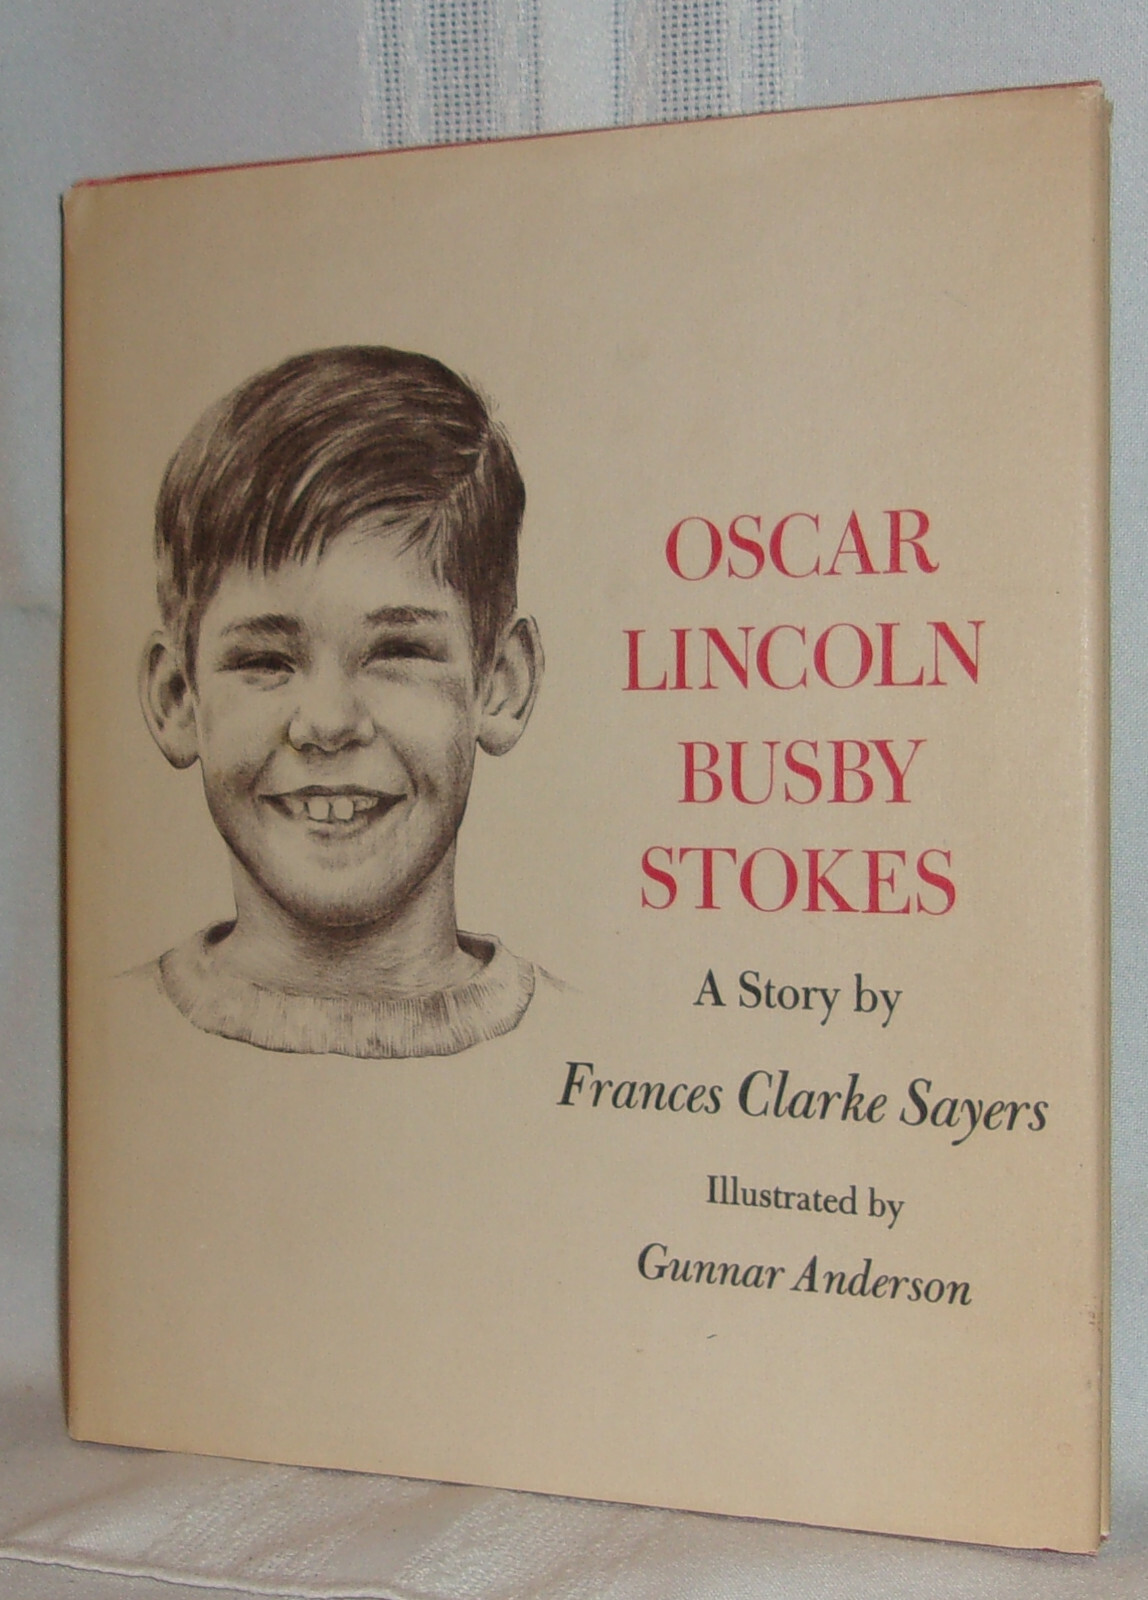 OSCAR
LINCOLN
BUSBY
STOKES
A Story by
Frances Clarke Sayers
Illustrated by
Gunnar Anderson